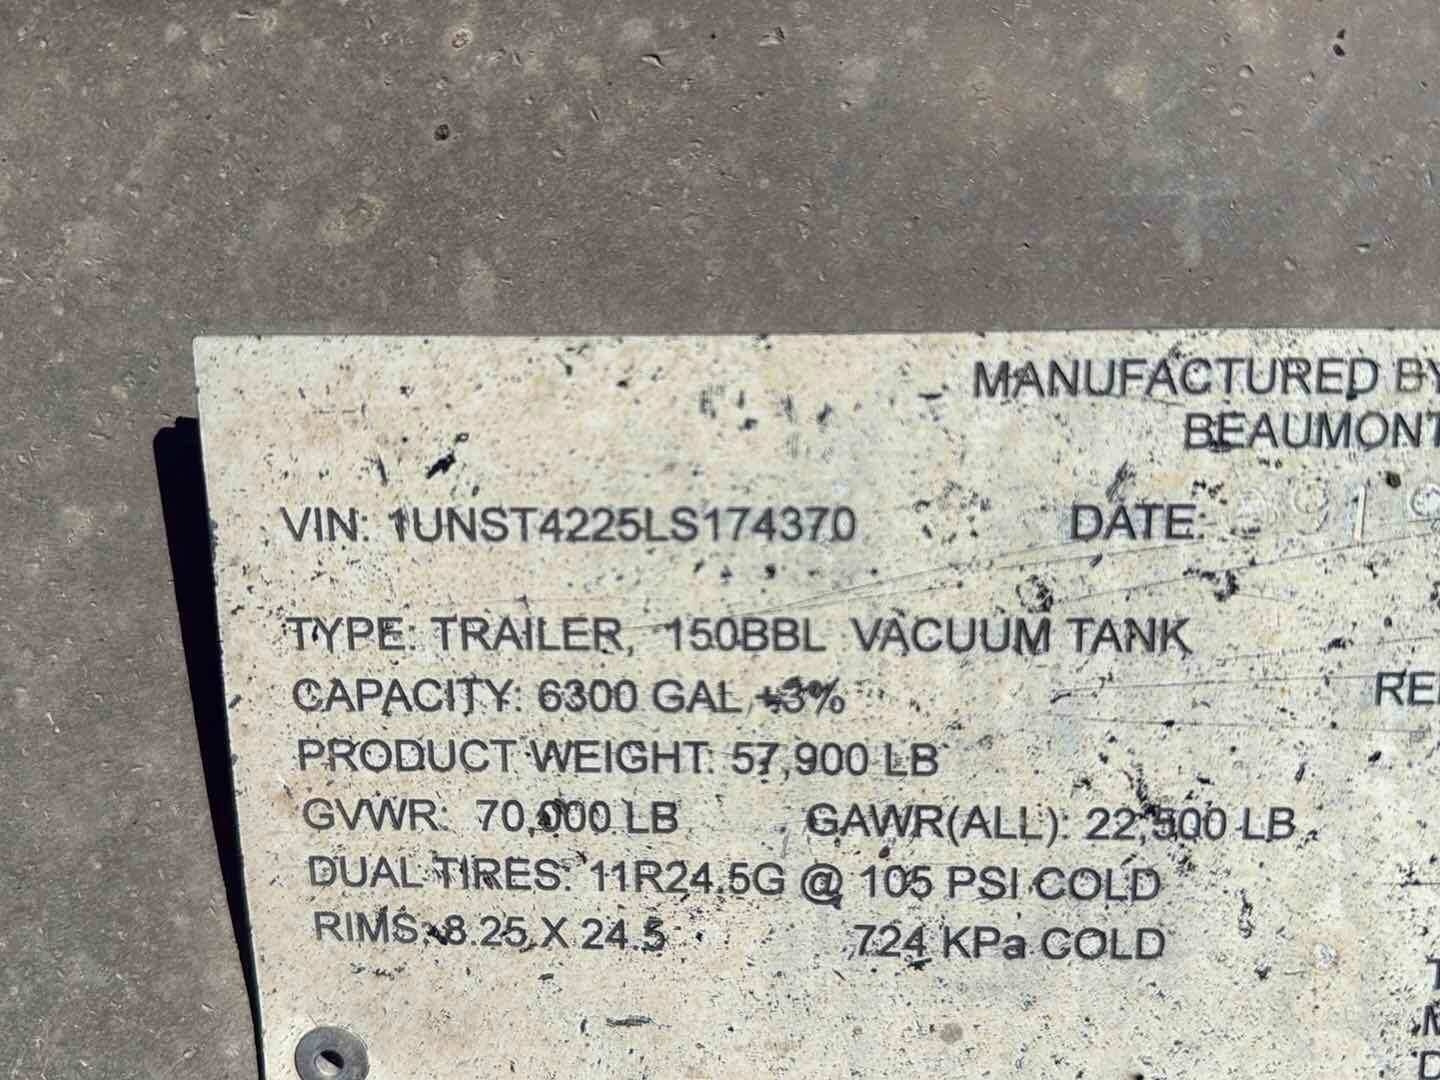 MANUFACTURED BY
BEAUMONT
VIN: 1UNST4225LS174370 DATE:
TYPE: TRAILER, 150BBL VACUUM TANK
CAPACITY: 6300 GAL ±3%
PRODUCT WEIGHT: 57,900 LB
GVWR: 70,000 LB GAWR(ALL): 22,500 LB
DUAL TIRES: 11R24.5G @ 105 PSI COLD
RIMS: 8.25 X 24.5 724 KPa COLD